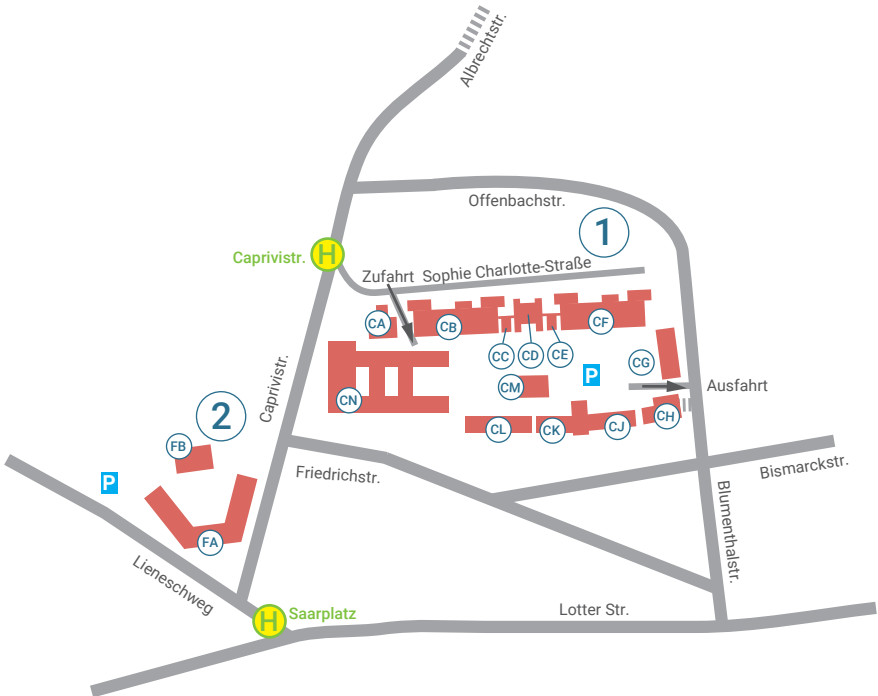 Albrechtstr.
Offenbachstr.
1
H
Caprivistr.
Zufahrt
Sophie Charlotte-Straße
CA
CB
CF
CC
CD
CE
CG
P
CM
Ausfahrt
CN
CL
CK
CJ
CH
Caprivistr.
2
FB
P
FA
Friedrichstr.
Bismarckstr.
Blumenthalstr.
Lieneschweg
H
Saarplatz
Lotter Str.